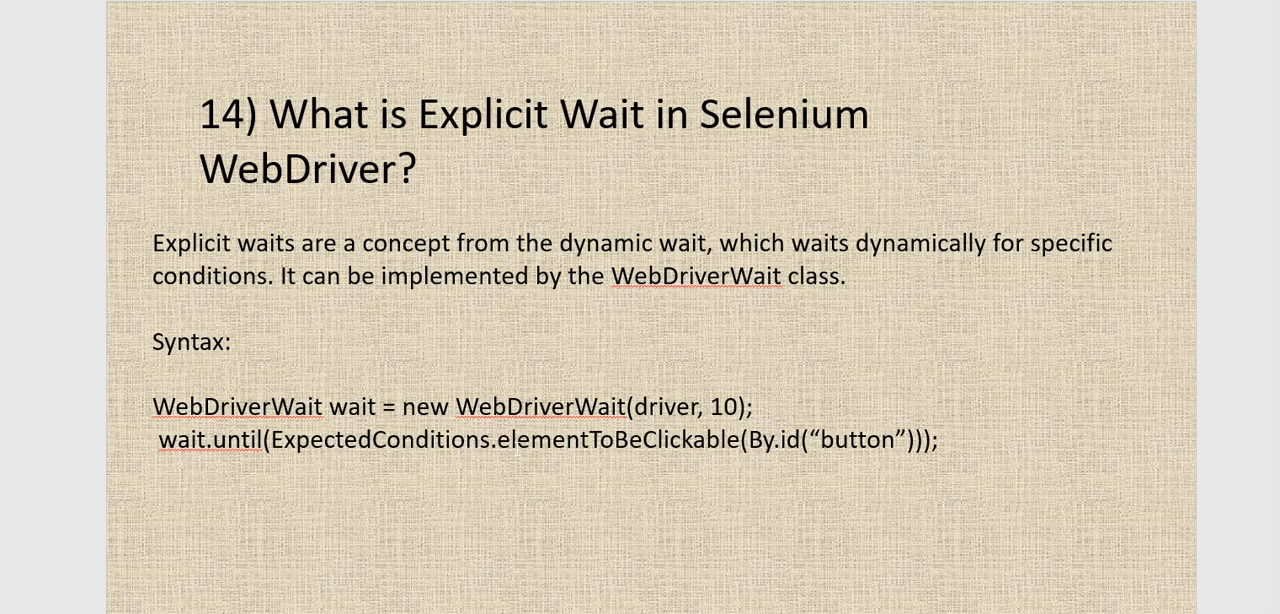 14) What is Explicit Wait in Selenium
WebDriver?
Explicit waits are a concept from the dynamic wait, which waits dynamically for specific
conditions. It can be implemented by the WebDriverWait class.
Syntax:
WebDriverWait wait = new WebDriverWait(driver, 10);
wait.until(ExpectedConditions.elementToBeClickable(By.id(“button”)));